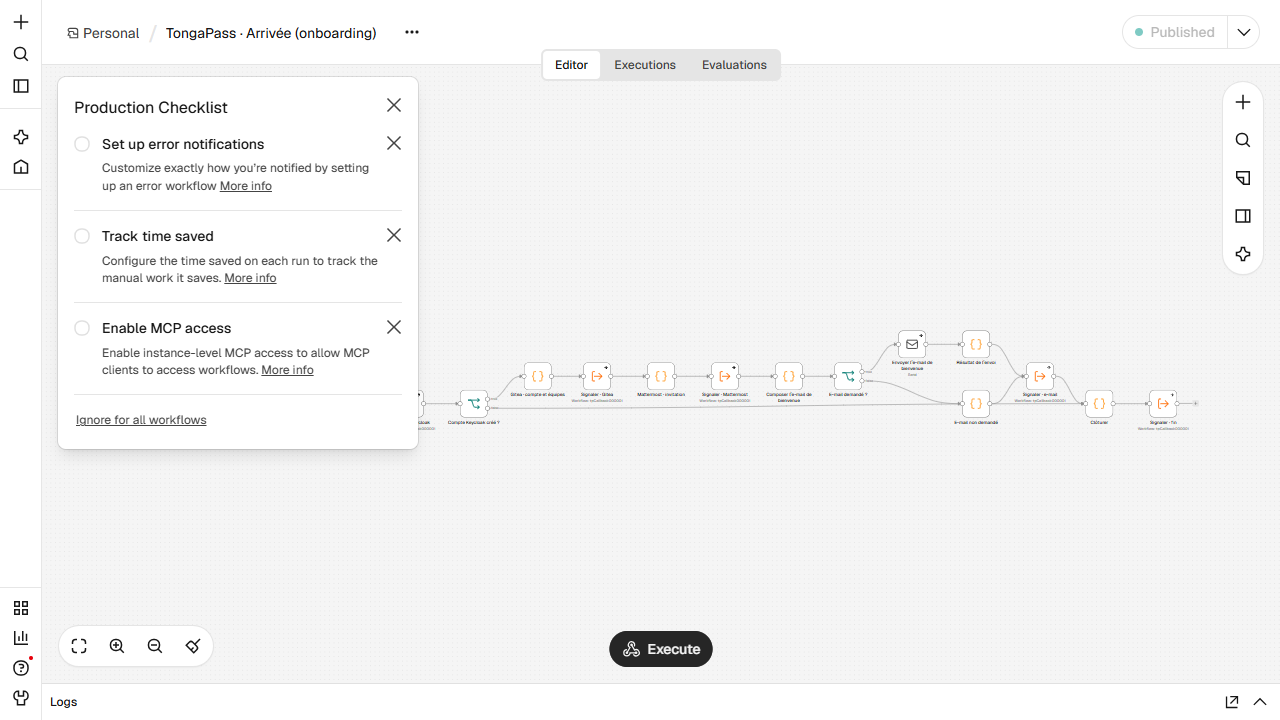 Personal / TongaPass · Arrivée (onboarding)
Published
Editor
Executions
Evaluations
Production Checklist
Set up error notifications
Customize exactly how you're notified by setting
up an error workflow More info
Track time saved
Configure the time saved on each run to track the
manual work it saves. More info
Enable MCP access
Enable instance-level MCP access to allow MCP
clients to access workflows. More info
Ignore for all workflows
Envoyer l'e-mail de
bienvenue
Résultat de l'envoi
Compte Keycloak créé ?
Gitea · compte et équipes
Signaler · Gitea
Mattermost · invitation
Signaler · Mattermost
Composer l'e-mail de
bienvenue
E-mail demandé ?
Signaler · e-mail
E-mail non demandé
Clôturer
Signaler · fin
Execute
Logs